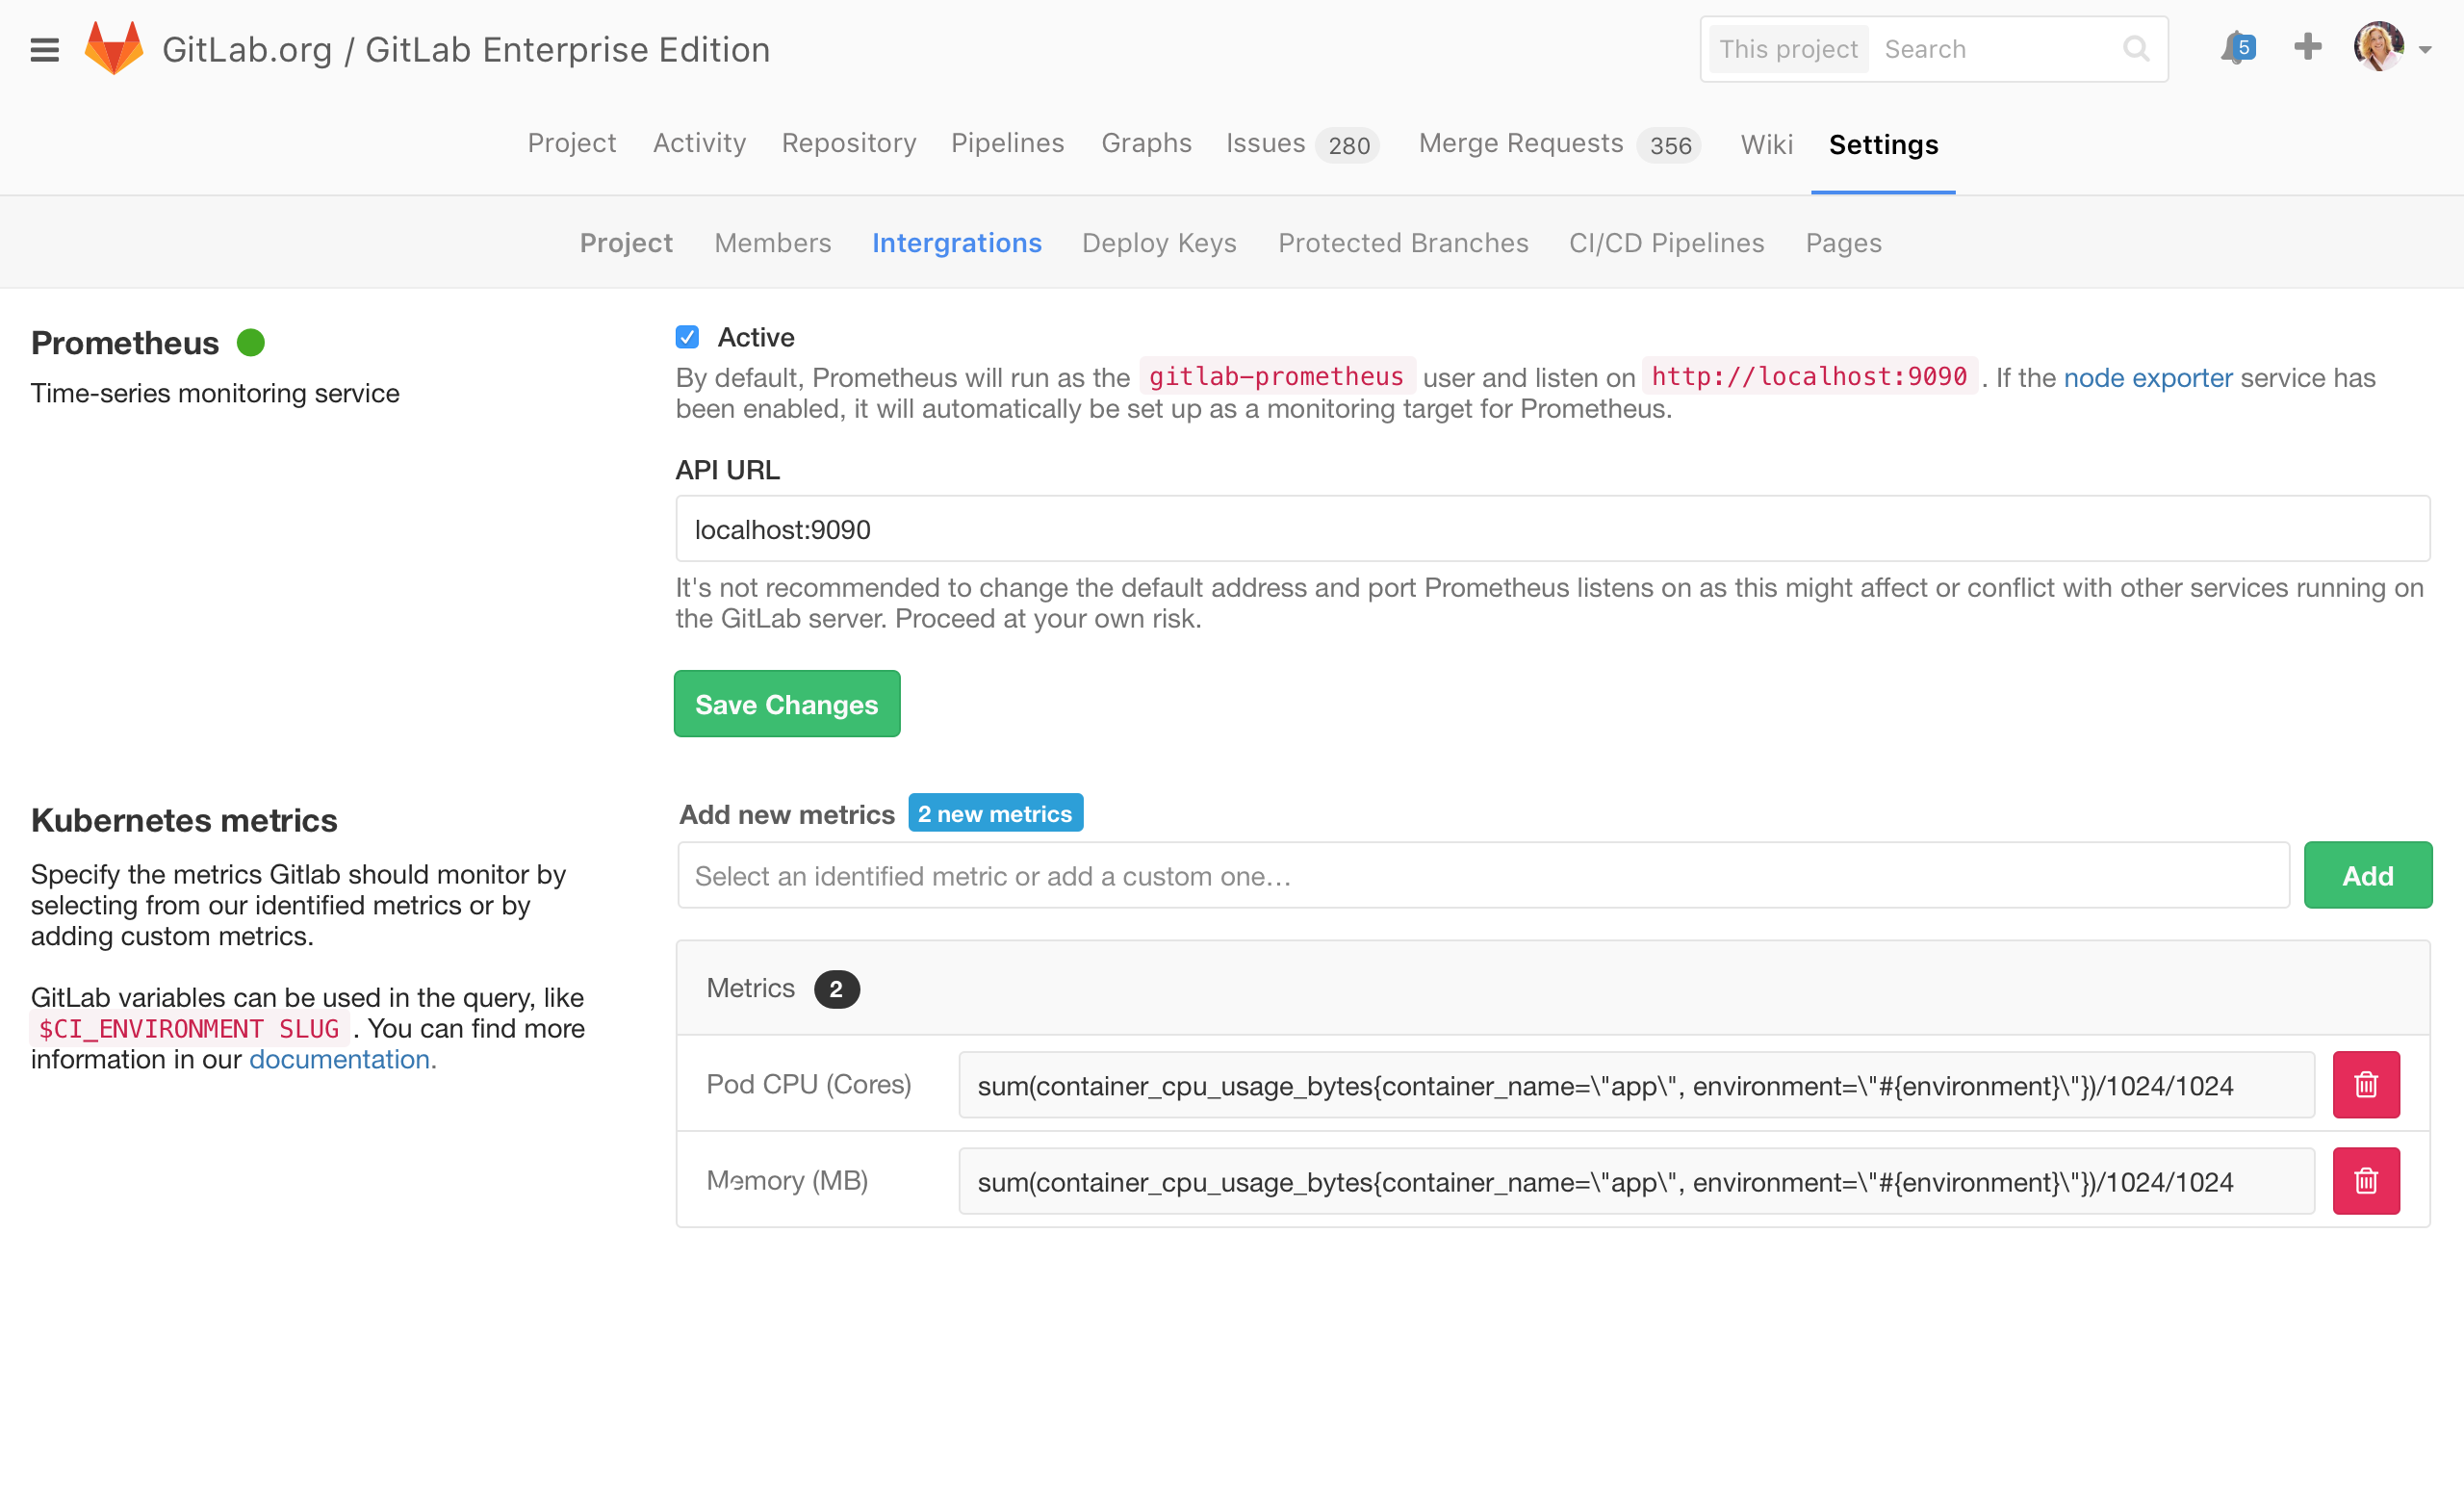 GitLab.org / GitLab Enterprise Edition
This project Search
5
Project Activity Repository Pipelines Graphs Issues 280 Merge Requests 356 Wiki Settings
Project Members Intergrations Deploy Keys Protected Branches CI/CD Pipelines Pages
Prometheus
Time-series monitoring service
Active
By default, Prometheus will run as the gitlab-prometheus user and listen on http://localhost:9090 . If the node exporter service has
been enabled, it will automatically be set up as a monitoring target for Prometheus.
API URL
localhost:9090
It's not recommended to change the default address and port Prometheus listens on as this might affect or conflict with other services running on
the GitLab server. Proceed at your own risk.
Save Changes
Kubernetes metrics
Specify the metrics Gitlab should monitor by
selecting from our identified metrics or by
adding custom metrics.
GitLab variables can be used in the query, like
$CI_ENVIRONMENT SLUG . You can find more
information in our documentation.
Add new metrics 2 new metrics
Select an identified metric or add a custom one...
Add
Metrics 2
Pod CPU (Cores) sum(container_cpu_usage_bytes{container_name=\"app\", environment=\"#{environment}\"})/1024/1024
Memory (MB) sum(container_cpu_usage_bytes{container_name=\"app\", environment=\"#{environment}\"})/1024/1024